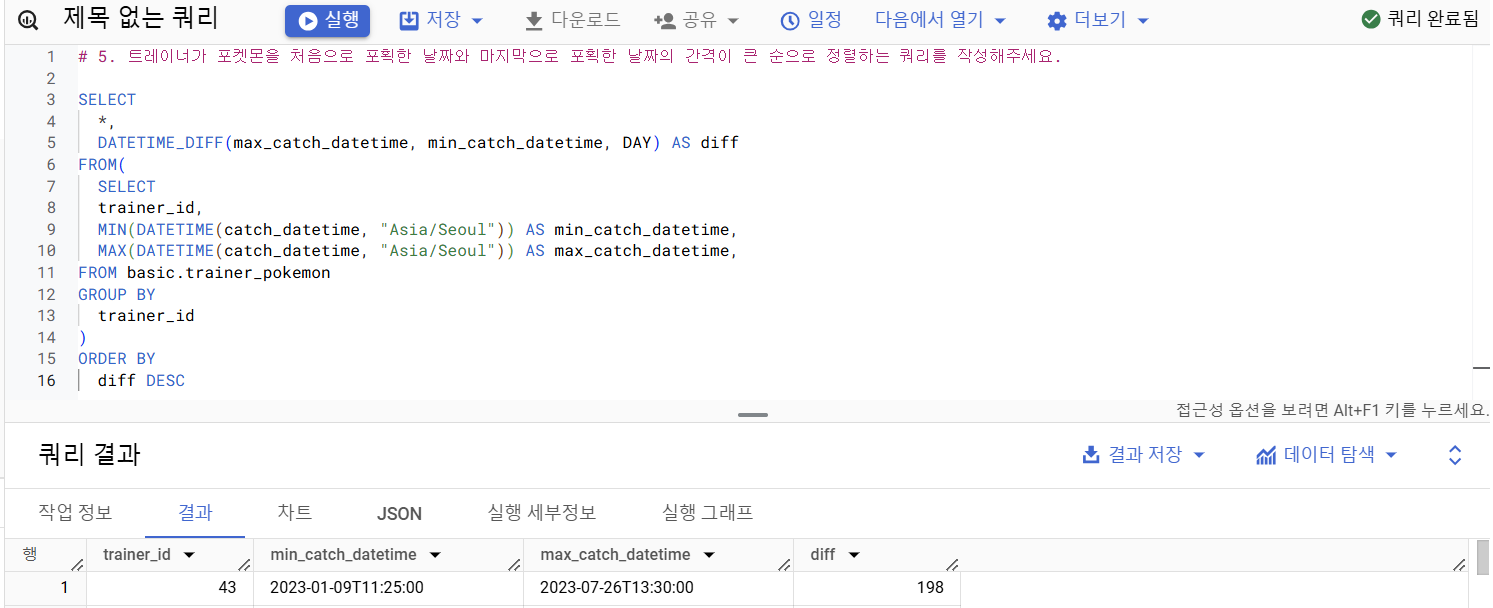 제목 없는 쿼리 실행 저장 다운로드 공유 일정 다음에서 열기 더보기 쿼리 완료됨
1 # 5. 트레이너가 포켓몬을 처음으로 포획한 날짜와 마지막으로 포획한 날짜의 간격이 큰 순으로 정렬하는 쿼리를 작성해주세요.
2
3 SELECT
4 *,
5 DATETIME_DIFF(max_catch_datetime, min_catch_datetime, DAY) AS diff
6 FROM(
7 SELECT
8 trainer_id,
9 MIN(DATETIME(catch_datetime, "Asia/Seoul")) AS min_catch_datetime,
10 MAX(DATETIME(catch_datetime, "Asia/Seoul")) AS max_catch_datetime,
11 FROM basic.trainer_pokemon
12 GROUP BY
13 trainer_id
14 )
15 ORDER BY
16 diff DESC
접근성 옵션을 보려면 Alt+F1 키를 누르세요.
쿼리 결과 결과 저장 데이터 탐색
작업 정보 결과 차트 JSON 실행 세부정보 실행 그래프
행 trainer_id min_catch_datetime max_catch_datetime diff
1 43 2023-01-09T11:25:00 2023-07-26T13:30:00 198